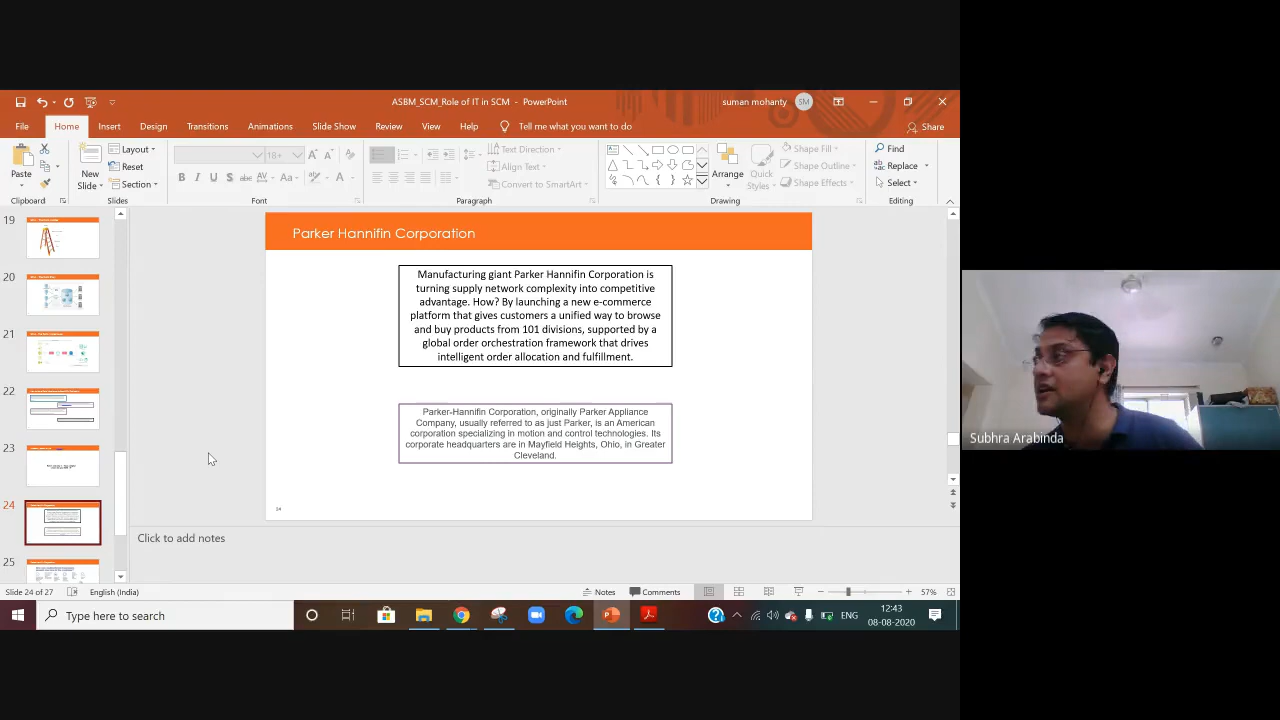 ASBM_SCM_Role of IT in SCM - PowerPoint
suman mohanty
SM
File
Home
Insert
Design
Transitions
Animations
Slide Show
Review
View
Help
Tell me what you want to do
Share
Paste
New
Slide
Layout
Reset
Section
18+
B I U S abc AV Aa A
Text Direction
Align Text
Convert to SmartArt
Arrange
Quick
Styles
Shape Fill
Shape Outline
Shape Effects
Find
Replace
Select
Clipboard
Slides
Font
Paragraph
Drawing
Editing
19
20
21
22
23
24
25
Parker Hannifin Corporation
Manufacturing giant Parker Hannifin Corporation is
turning supply network complexity into competitive
advantage. How? By launching a new e-commerce
platform that gives customers a unified way to browse
and buy products from 101 divisions, supported by a
global order orchestration framework that drives
intelligent order allocation and fulfillment.
Parker-Hannifin Corporation, originally Parker Appliance
Company, usually referred to as just Parker, is an American
corporation specializing in motion and control technologies. Its
corporate headquarters are in Mayfield Heights, Ohio, in Greater
Cleveland.
24
Subhra Arabinda
Click to add notes
Slide 24 of 27
English (India)
Notes
Comments
57%
Type here to search
ENG
12:43
08-08-2020